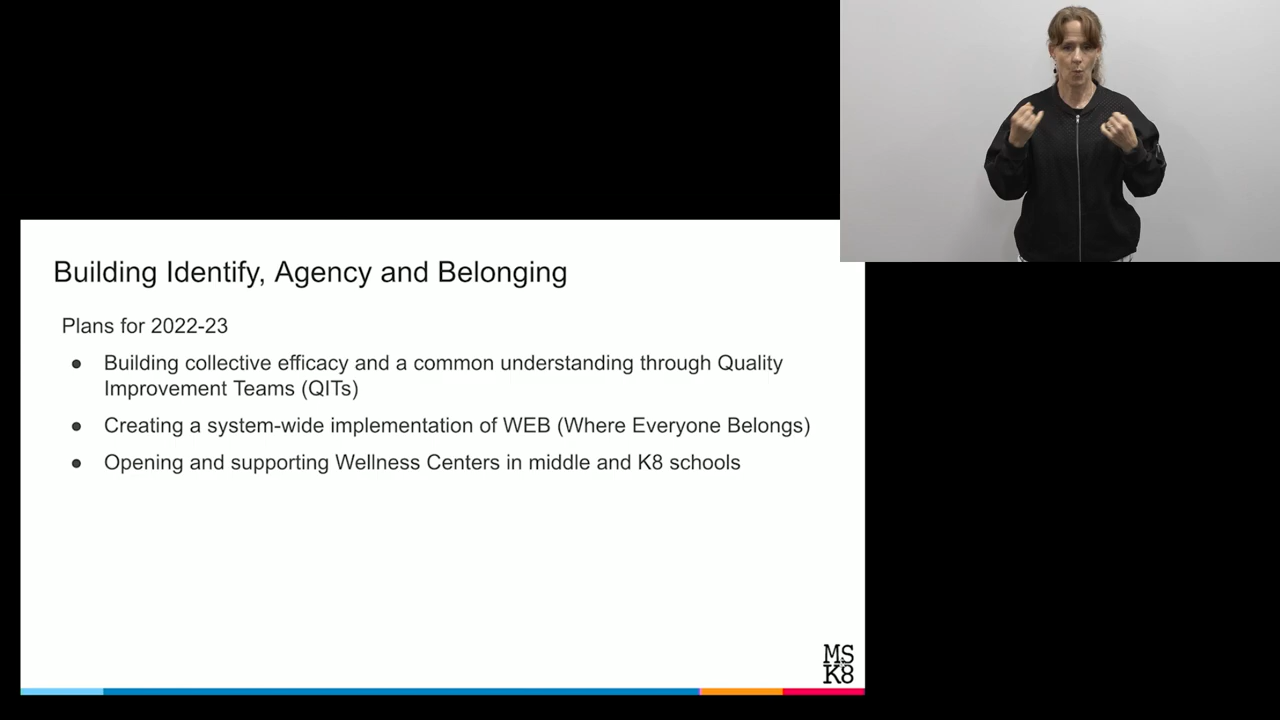 Building Identify, Agency and Belonging
Plans for 2022-23
● Building collective efficacy and a common understanding through Quality
Improvement Teams (QITs)
● Creating a system-wide implementation of WEB (Where Everyone Belongs)
● Opening and supporting Wellness Centers in middle and K8 schools
MS
K8